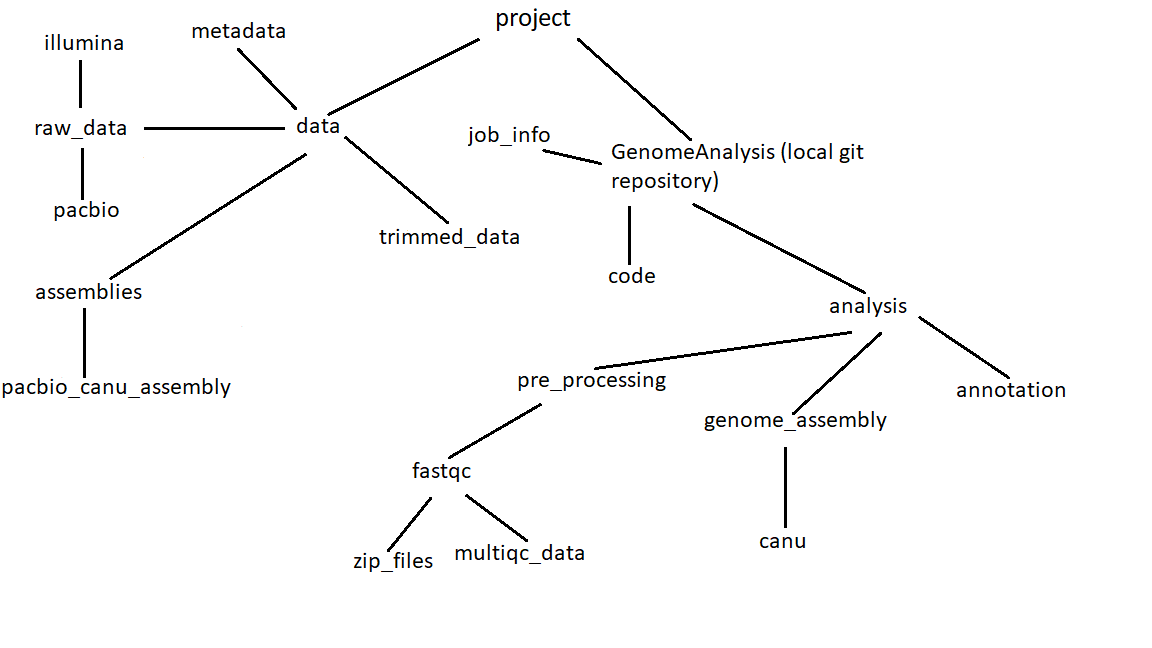 project
metadata
illumina
raw_data
data
job_info
GenomeAnalysis (local git
repository)
pacbio
trimmed_data
code
assemblies
analysis
pacbio_canu_assembly
pre_processing
annotation
genome_assembly
fastqc
canu
zip_files
multiqc_data